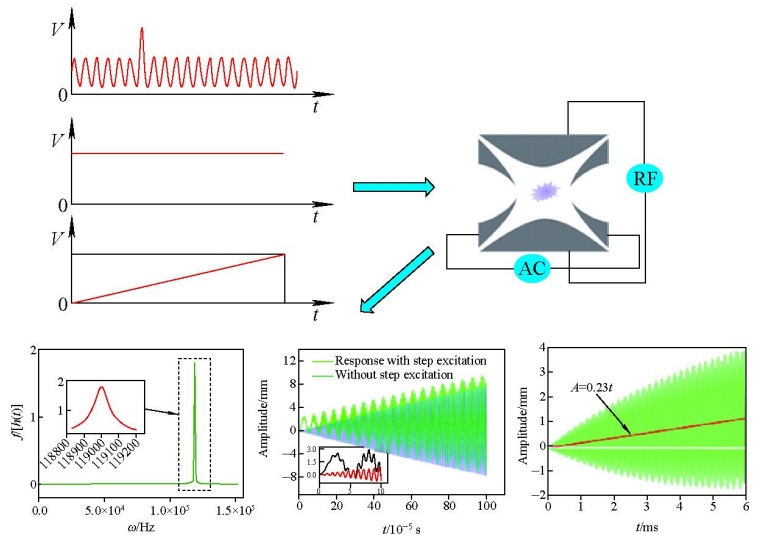 V
0
t
V
0
t
V
0
t
RF
AC
2
1
0
f[h(t)]
2
1
118800
118900
119000
119100
119200
0.0
5.0×10⁴
1.0×10⁵
1.5×10⁵
ω/Hz
12
8
4
0
−4
−8
Amplitude/mm
Response with step excitation
Without step excitation
3.0
1.5
0.0
0
5
10
0
20
40
60
80
100
t/10⁻⁵ s
4
3
2
1
0
−1
−2
Amplitude/mm
A=0.23t
0
1
2
3
4
5
6
t/ms